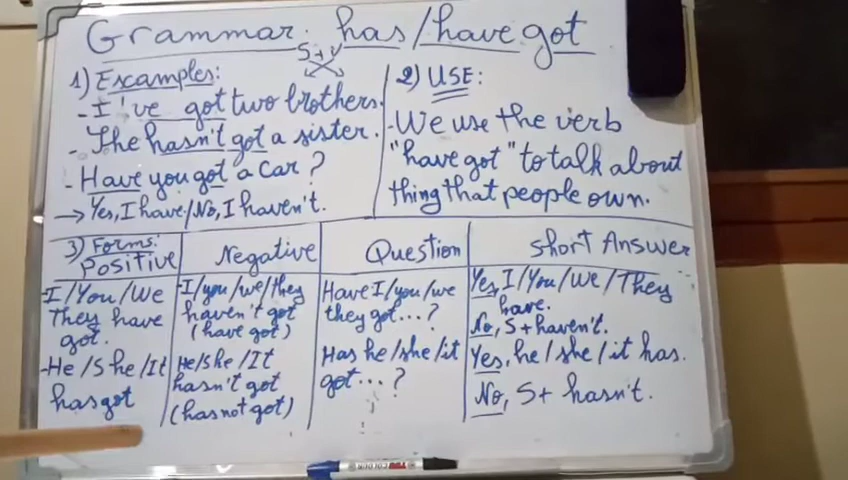 Grammar has/have got
S + V
1) Examples:
- I've got two brothers.
- She hasn't got a sister.
- Have you got a car?
→ Yes, I have./No, I haven't.
2) USE:
-We use the verb
"have got" to talk about
thing that people own.
3) Forms:
Positive
-I/You/We
They have
got.
-He/She/It
has got
Negative
-I/you/we/they
haven't got
(have got)
He/She/It
hasn't got
(has not got)
Question
Have I/you/we
they got...?
Has he/she/it
got...?
Short Answer
Yes, I/You/We/They
have.
No, S+haven't.
Yes, he/she/it has.
No, S+ hasn't.